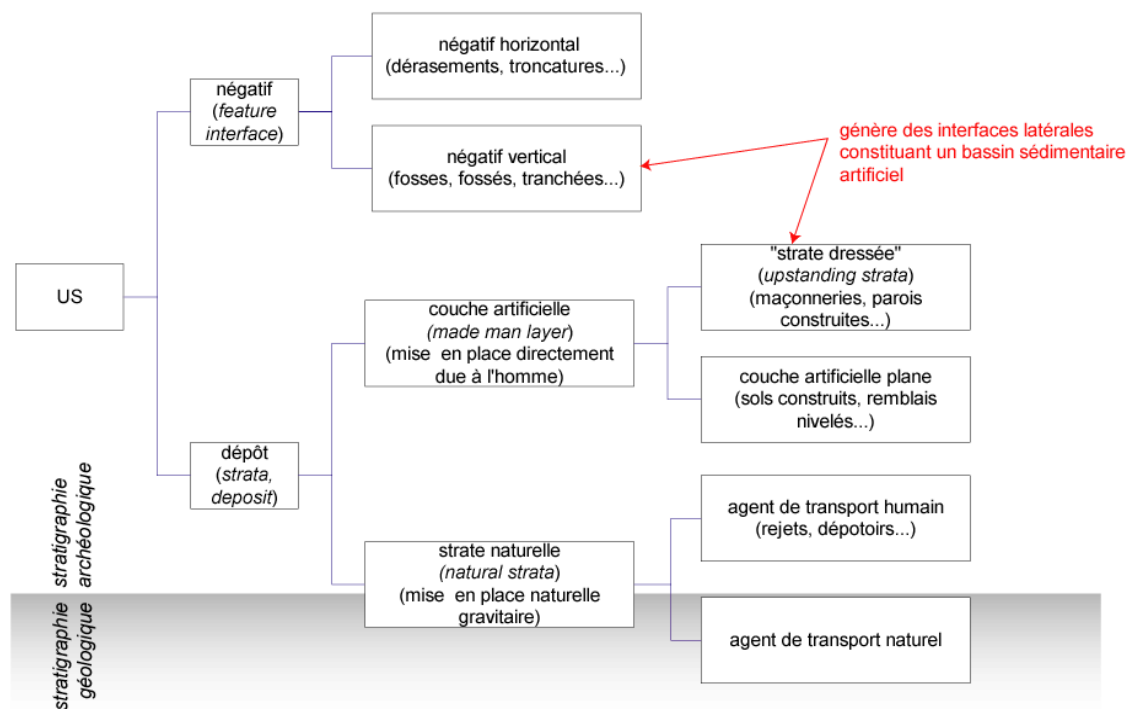 négatif horizontal
(dérasements, troncatures...)
négatif
(feature
interface)
négatif vertical
(fosses, fossés, tranchées...)
génère des interfaces latérales
constituant un bassin sédimentaire
artificiel
US
"strate dressée"
(upstanding strata)
(maçonneries, parois
construites...)
couche artificielle
(made man layer)
(mise en place directement
due à l'homme)
couche artificielle plane
(sols construits, remblais
nivelés...)
dépôt
(strata,
deposit)
agent de transport humain
(rejets, dépotoirs...)
strate naturelle
(natural strata)
(mise en place naturelle
gravitaire)
agent de transport naturel
stratigraphie
archéologique
stratigraphie
géologique